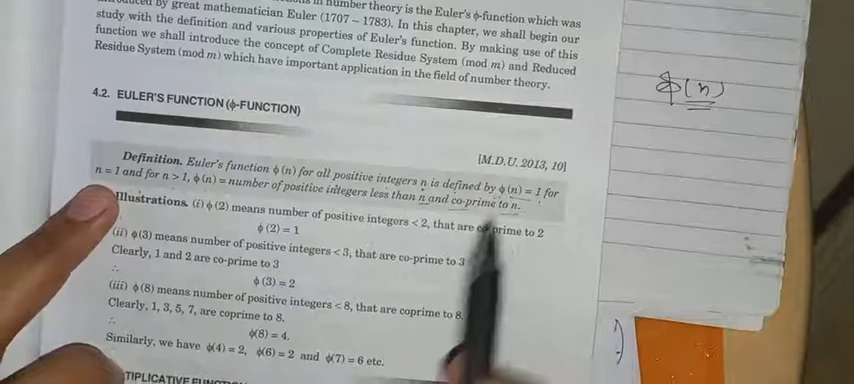 in number theory is the Euler's ϕ-function which was
by great mathematician Euler (1707 – 1783). In this chapter, we shall begin our
study with the definition and various properties of Euler's function. By making use of this
function we shall introduce the concept of Complete Residue System (mod m) and Reduced
Residue System (mod m) which have important application in the field of number theory.
4.2. EULER'S FUNCTION (ϕ-FUNCTION)
[M.D.U. 2013, 10]
Definition. Euler's function ϕ (n) for all positive integers n is defined by ϕ (n) = 1 for
n = 1 and for n > 1, ϕ (n) = number of positive integers less than n and co-prime to n.
Illustrations. (i) ϕ (2) means number of positive integers < 2, that are co-prime to 2
ϕ (2) = 1
(ii) ϕ (3) means number of positive integers < 3, that are co-prime to 3
Clearly, 1 and 2 are co-prime to 3
∴
ϕ (3) = 2
(iii) ϕ (8) means number of positive integers < 8, that are coprime to 8.
Clearly, 1, 3, 5, 7, are coprime to 8.
∴
ϕ(8) = 4.
Similarly, we have ϕ(4) = 2, ϕ(6) = 2 and ϕ(7) = 6 etc.
ϕ(n)